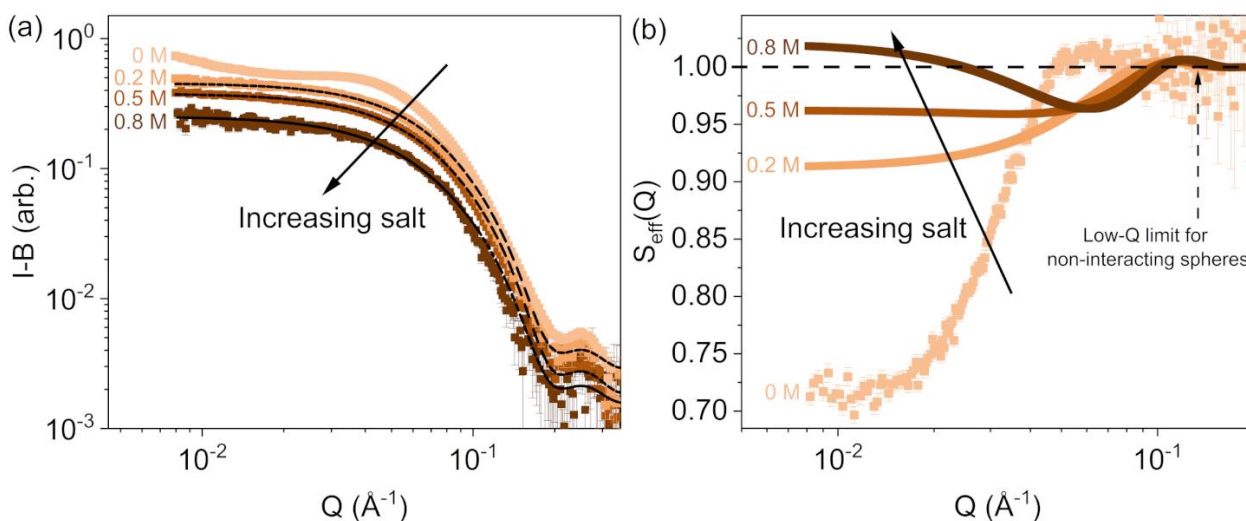 (a)
10⁰
10⁻¹
10⁻²
10⁻³
I-B (arb.)
0 M
0.2 M
0.5 M
0.8 M
Increasing salt
10⁻²
10⁻¹
Q (Å⁻¹)
(b)
1.00
0.95
0.90
0.85
0.80
0.75
0.70
S_eff(Q)
0.8 M
0.5 M
0.2 M
Increasing salt
0 M
Low-Q limit for
non-interacting spheres
10⁻²
10⁻¹
Q (Å⁻¹)